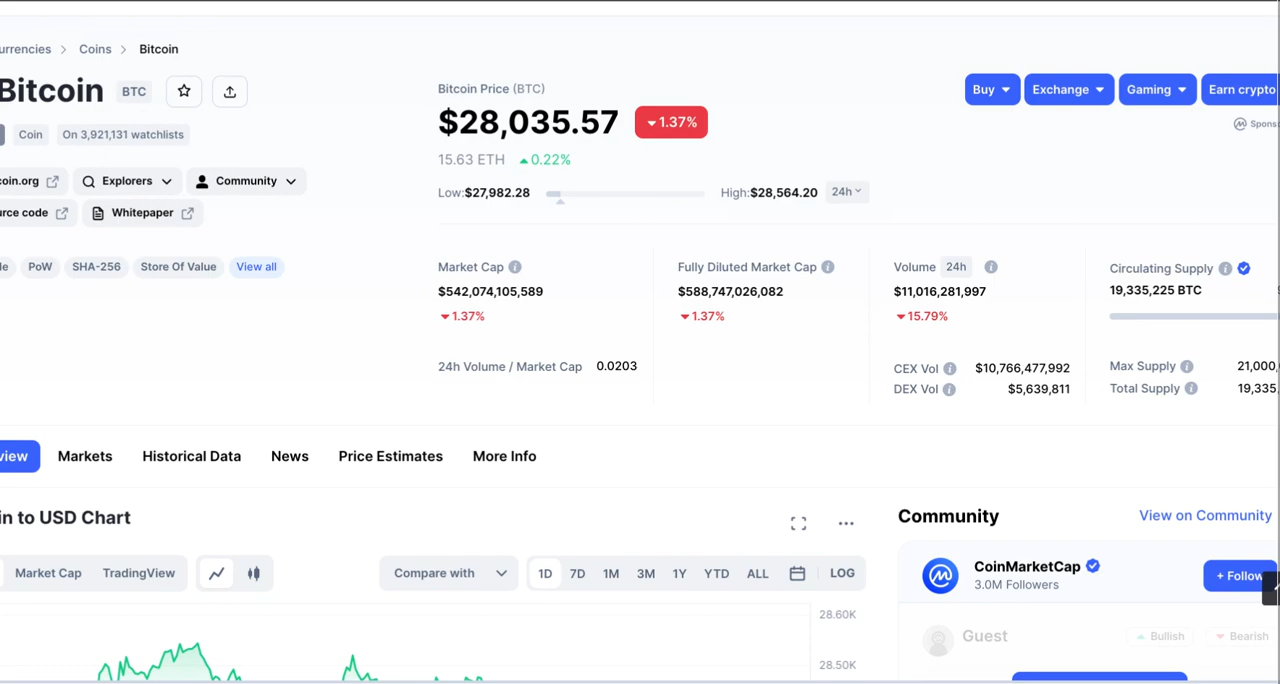 urrencies > Coins > Bitcoin
Bitcoin BTC
Coin On 3,921,131 watchlists
coin.org Explorers Community
urce code Whitepaper
le PoW SHA-256 Store Of Value View all
Bitcoin Price (BTC)
$28,035.57 1.37%
15.63 ETH 0.22%
Low:$27,982.28 High:$28,564.20 24h
Buy Exchange Gaming Earn crypto
Spons
Market Cap
$542,074,105,589
1.37%
24h Volume / Market Cap 0.0203
Fully Diluted Market Cap
$588,747,026,082
1.37%
Volume 24h
$11,016,281,997
15.79%
CEX Vol $10,766,477,992
DEX Vol $5,639,811
Circulating Supply
19,335,225 BTC
Max Supply 21,000,
Total Supply 19,335,
view Markets Historical Data News Price Estimates More Info
in to USD Chart
Market Cap TradingView Compare with 1D 7D 1M 3M 1Y YTD ALL LOG
28.60K
28.50K
Community View on Community
CoinMarketCap
3.0M Followers
+ Follow
Guest Bullish Bearish